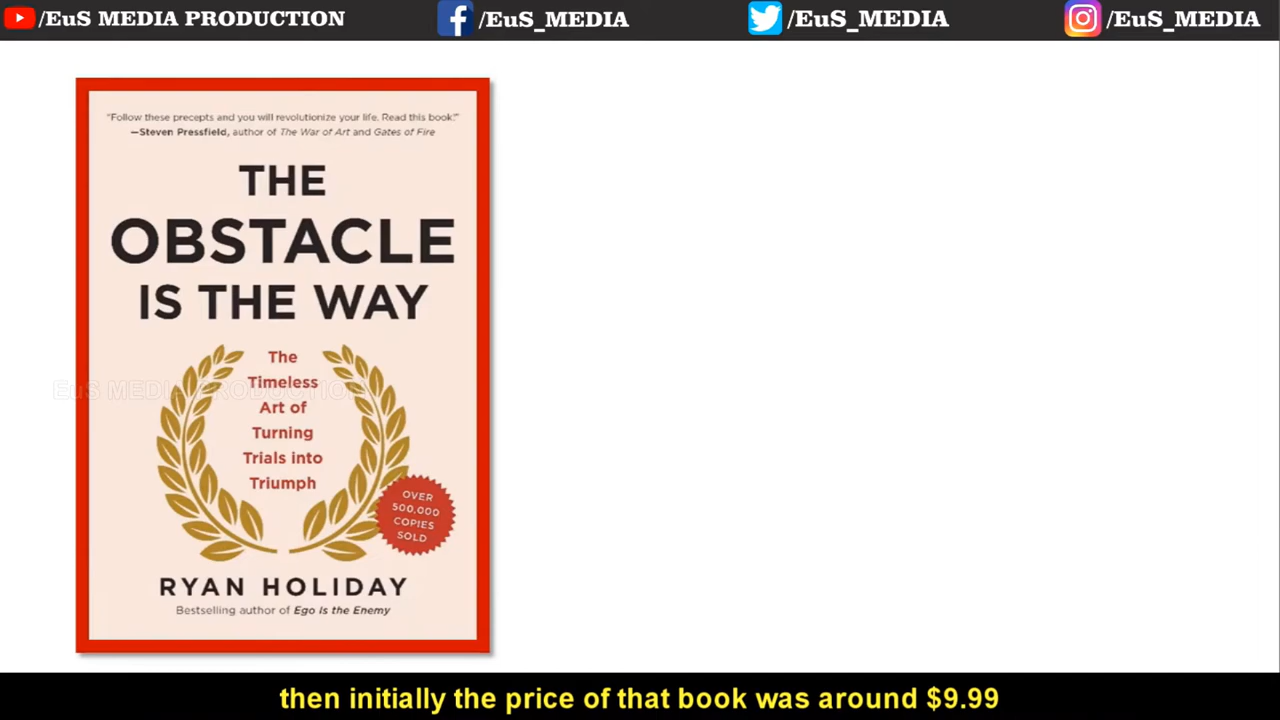 /EuS MEDIA PRODUCTION
/EuS_MEDIA
/EuS_MEDIA
/EuS_MEDIA
"Follow these precepts and you will revolutionize your life. Read this book!"
—Steven Pressfield, author of The War of Art and Gates of Fire
THE
OBSTACLE
IS THE WAY
The
Timeless
Art of
Turning
Trials into
Triumph
EuS MEDIA PRODUCTION
OVER
500,000
COPIES
SOLD
RYAN HOLIDAY
Bestselling author of Ego Is the Enemy
then initially the price of that book was around $9.99